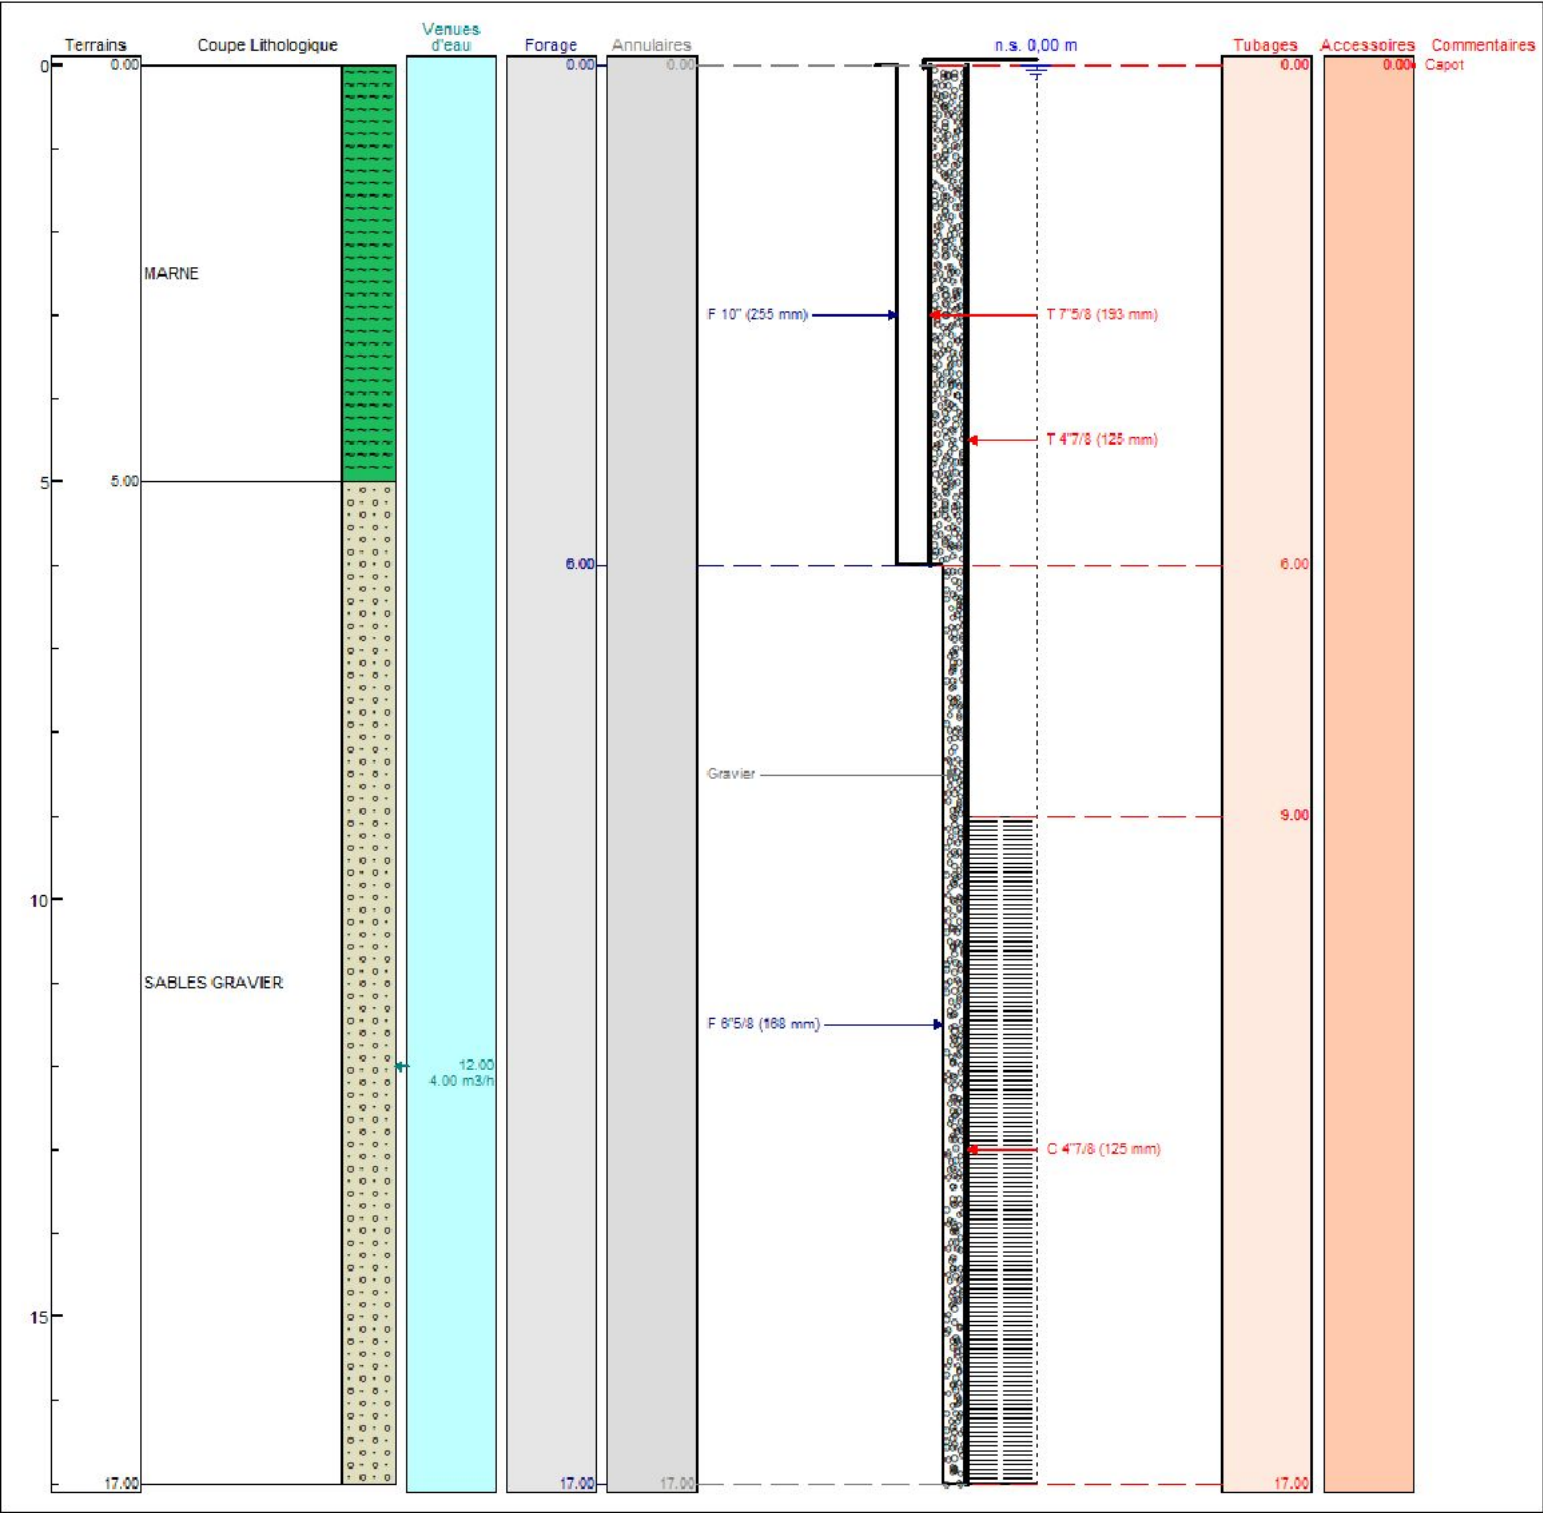 Terrains
Coupe Lithologique
Venues
d'eau
Forage
Annulaires
n.s. 0,00 m
Tubages
Accessoires
Commentaires
0
0.00
0.00
0.00
0.00
0.00
Capot
MARNE
F 10" (255 mm)
T 7"5/8 (193 mm)
T 4"7/8 (125 mm)
5
5.00
6.00
6.00
Gravier
9.00
10
SABLES GRAVIER
F 6"5/8 (168 mm)
12.00
4.00 m3/h
C 4"7/8 (125 mm)
15
17.00
17.00
17.00
17.00